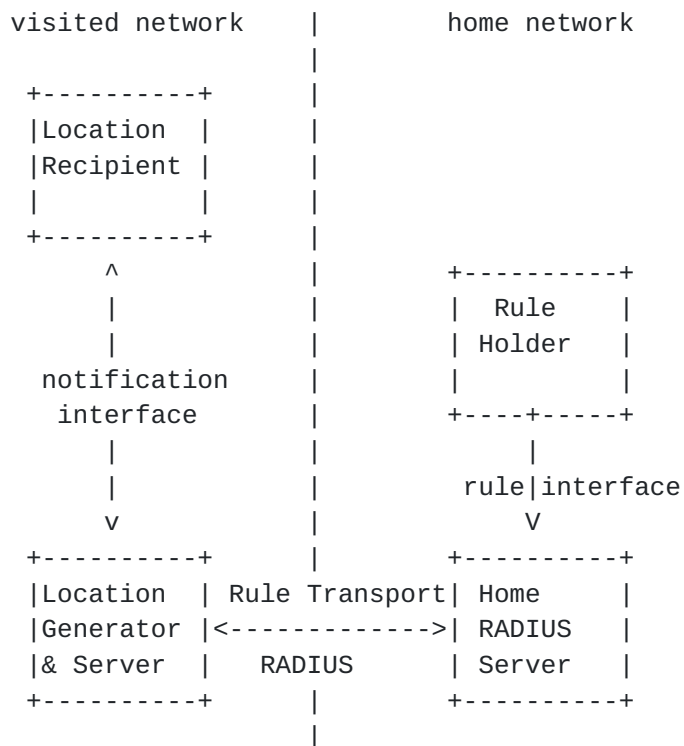 visited network | home network
|
+----------+ |
|Location | |
|Recipient | |
| | |
+----------+ |
^ | +----------+
| | | Rule |
| | | Holder |
notification | | |
interface | +----+-----+
| | |
| | rule|interface
v | V
+----------+ | +----------+
|Location | Rule Transport| Home |
|Generator |<------------->| RADIUS |
|& Server | RADIUS | Server |
+----------+ | +----------+
|